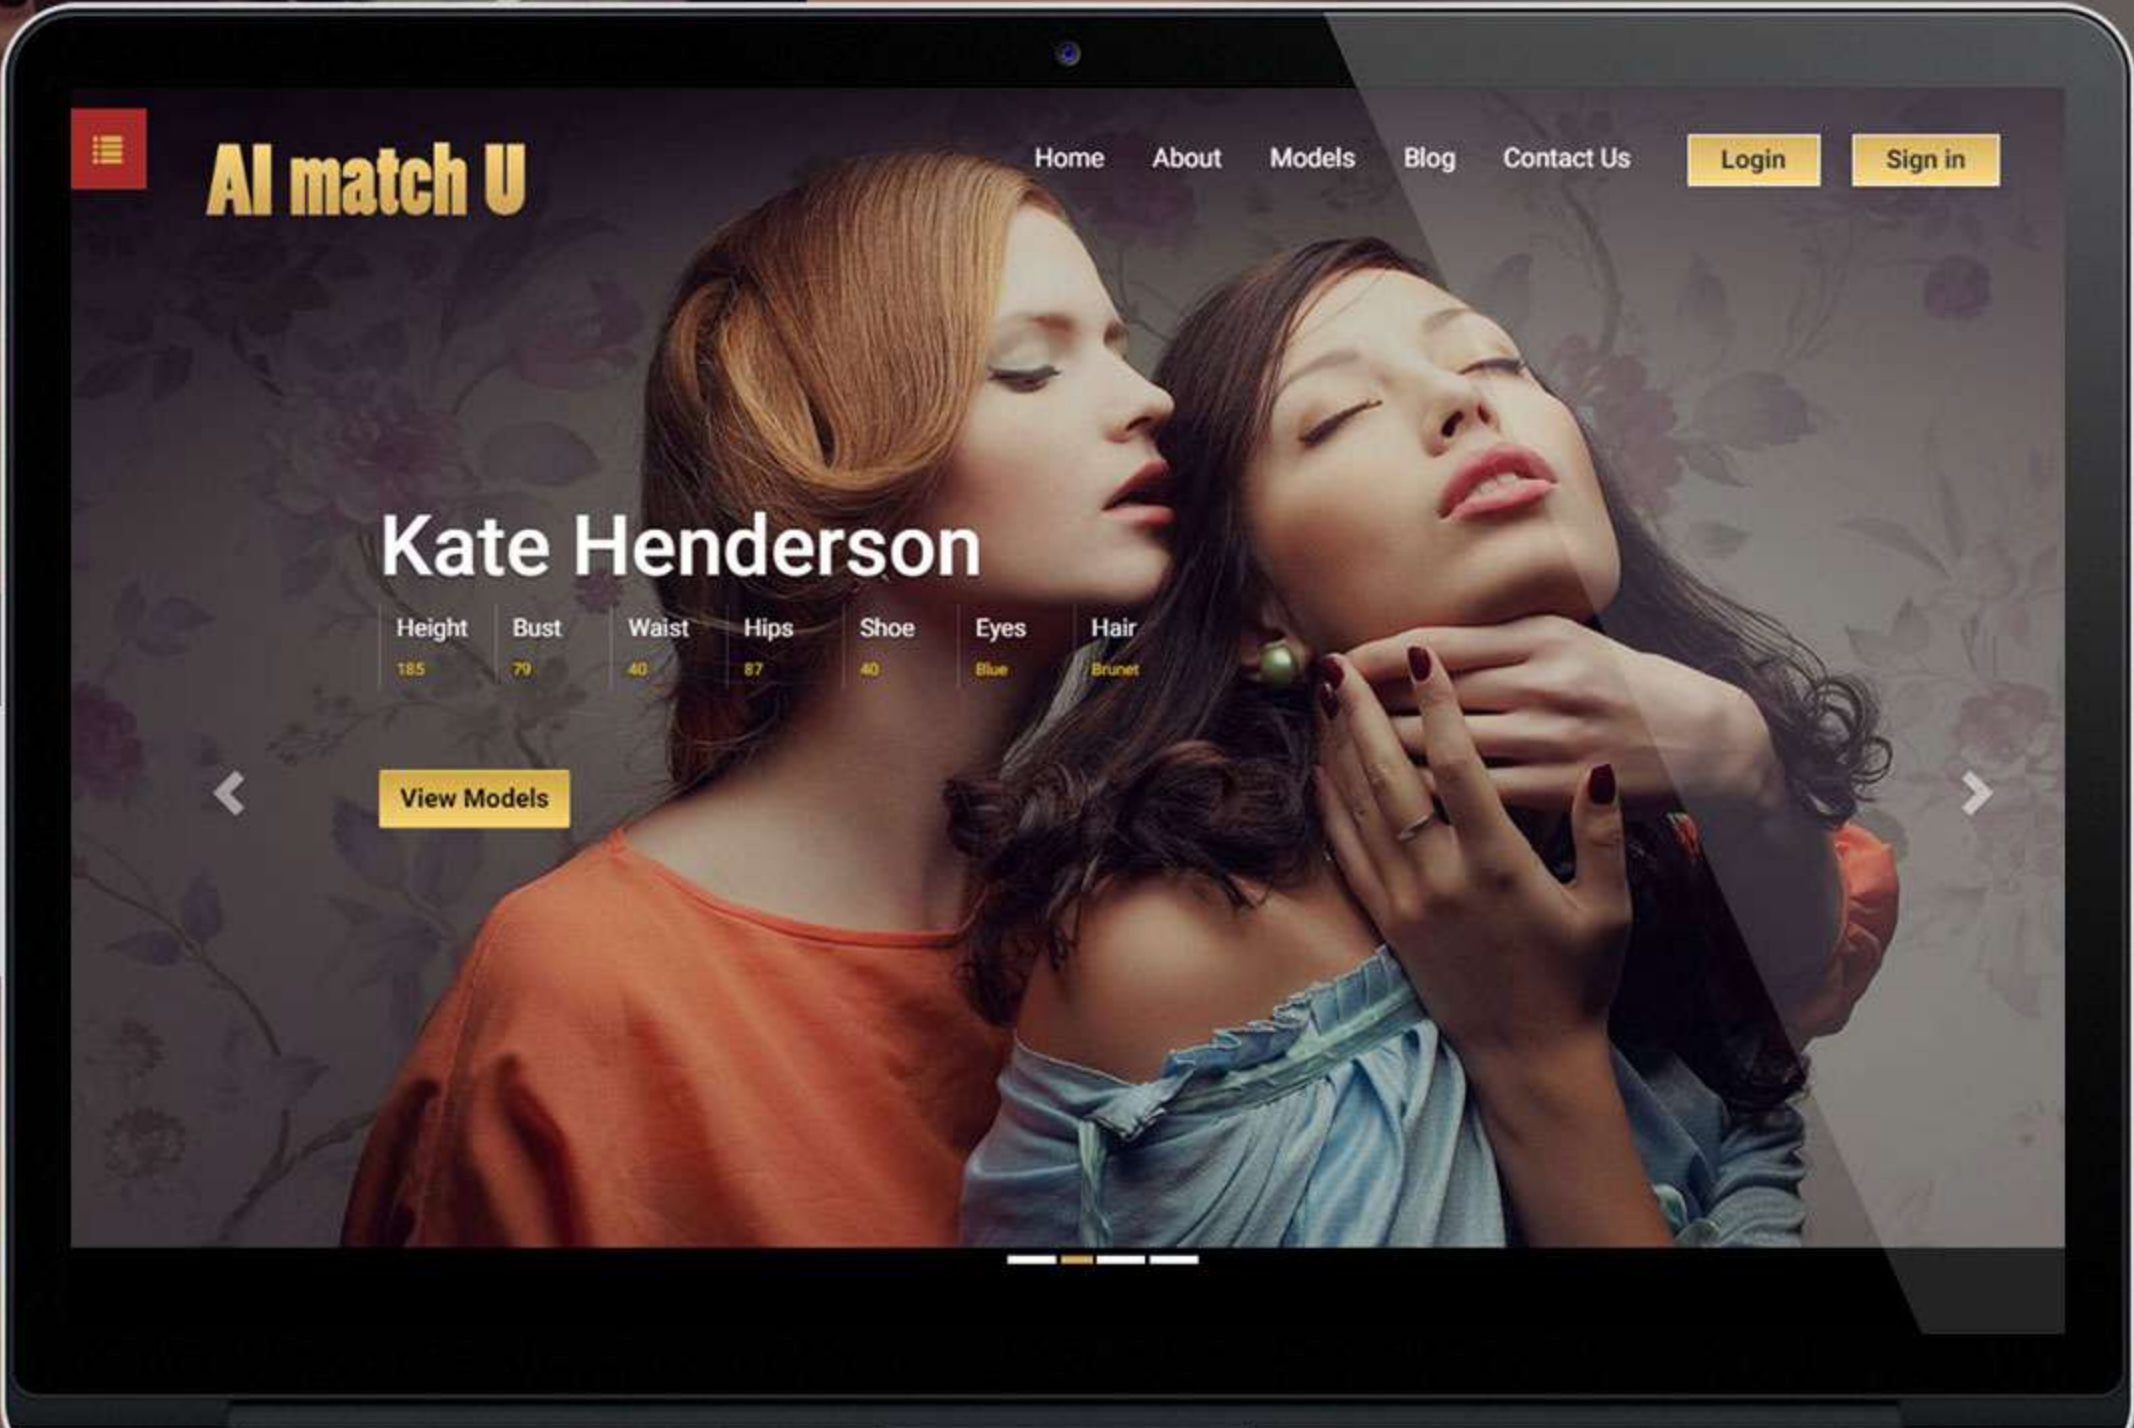 AI match U
Home About Models Blog Contact Us Login Sign in
Kate Henderson
Height Bust Waist Hips Shoe Eyes Hair
185 79 40 87 40 Blue Brunet
View Models